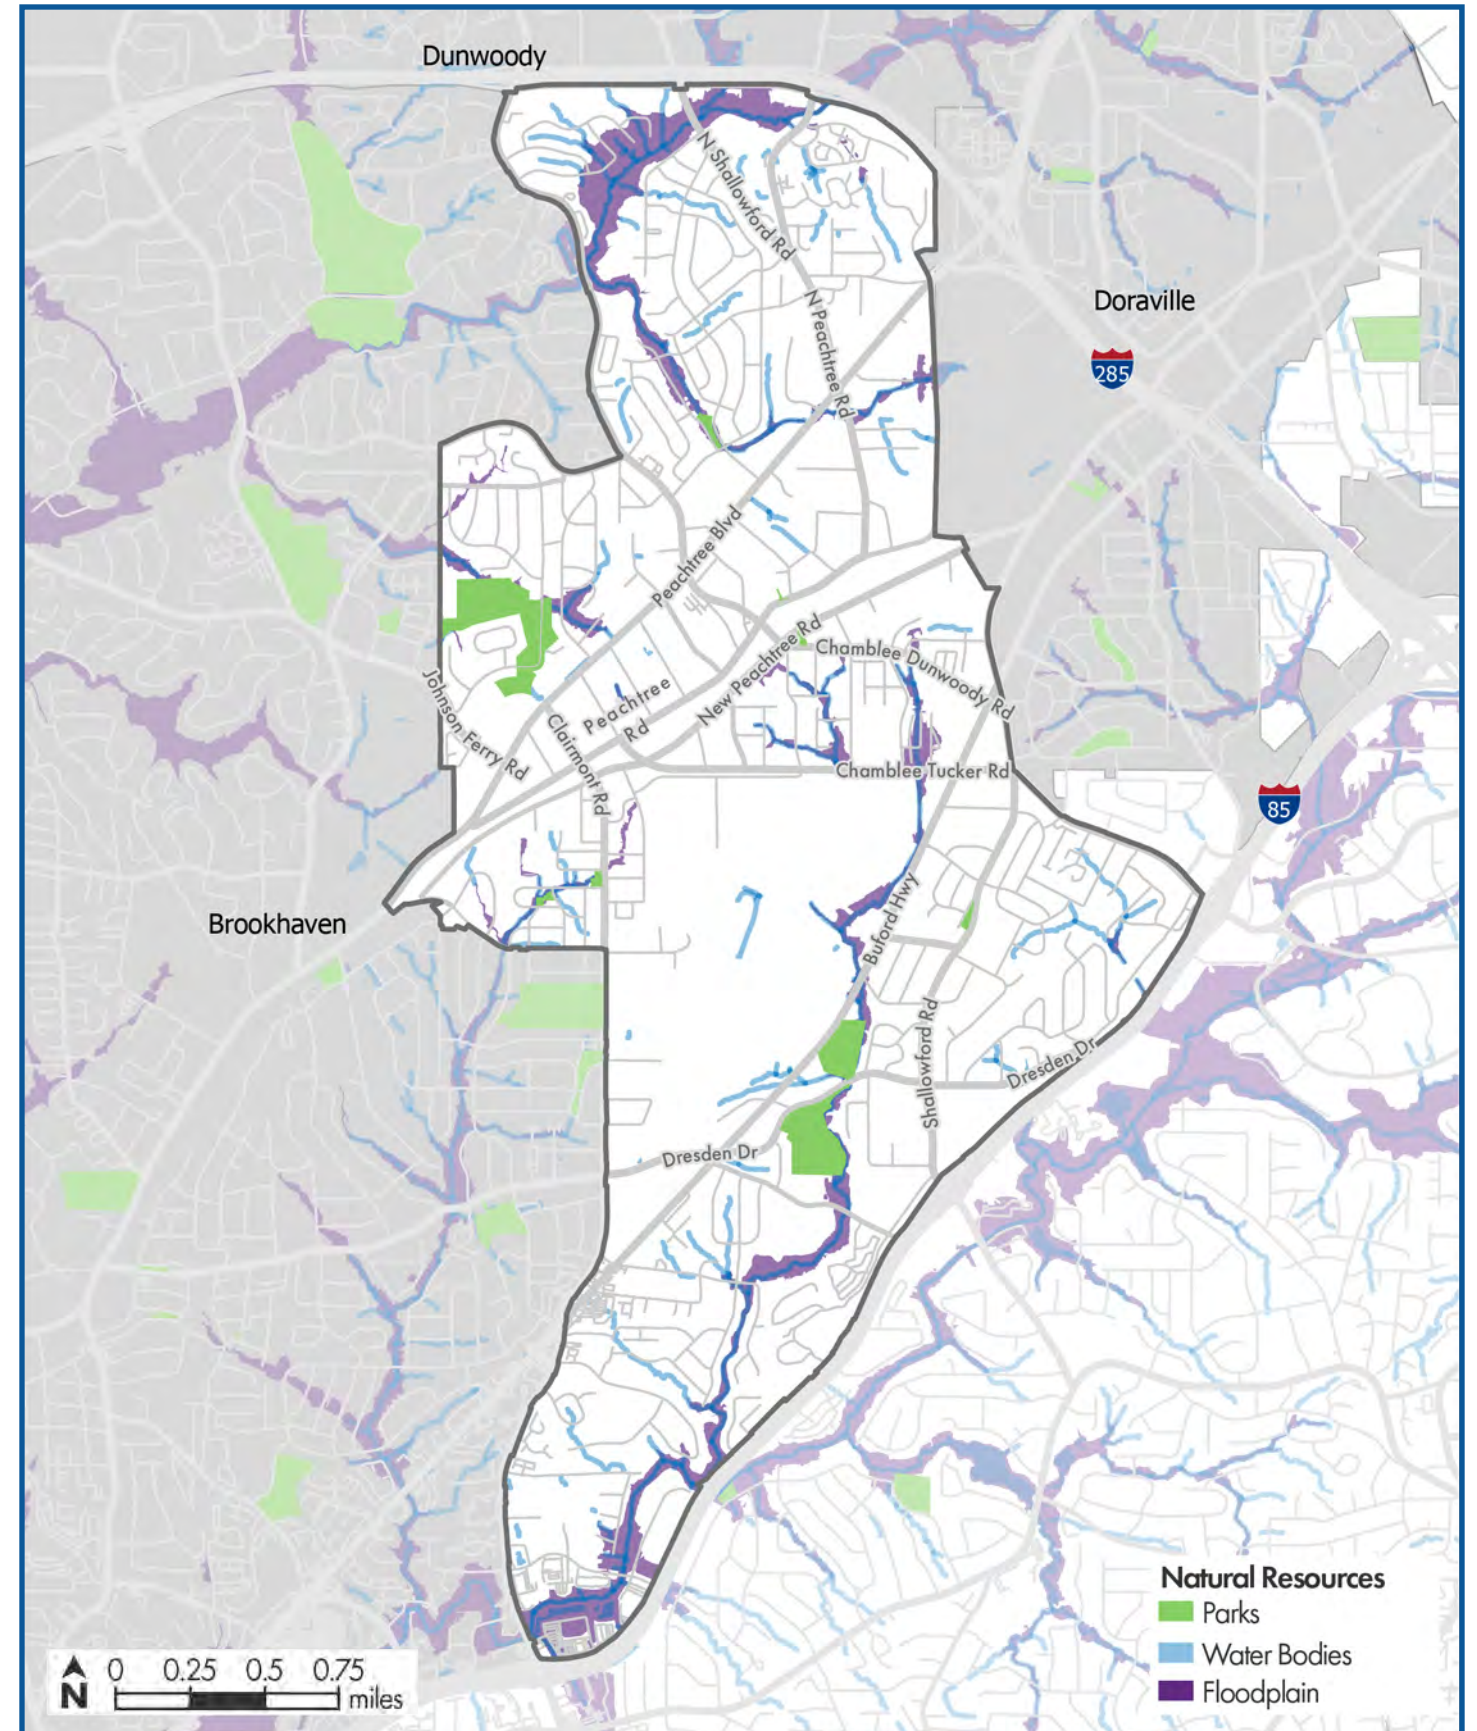 Dunwoody
N Shallowford Rd
Doraville
N Peachtree Rd
285
Peachtree Blvd
New Peachtree Rd
Chamblee Dunwoody Rd
Johnson Ferry Rd
Peachtree
Rd
Clairmont Rd
Chamblee Tucker Rd
85
Buford Hwy
Brookhaven
Shallowford Rd
Dresden Dr
Dresden Dr
Natural Resources
Parks
Water Bodies
Floodplain
N
0 0.25 0.5 0.75
miles